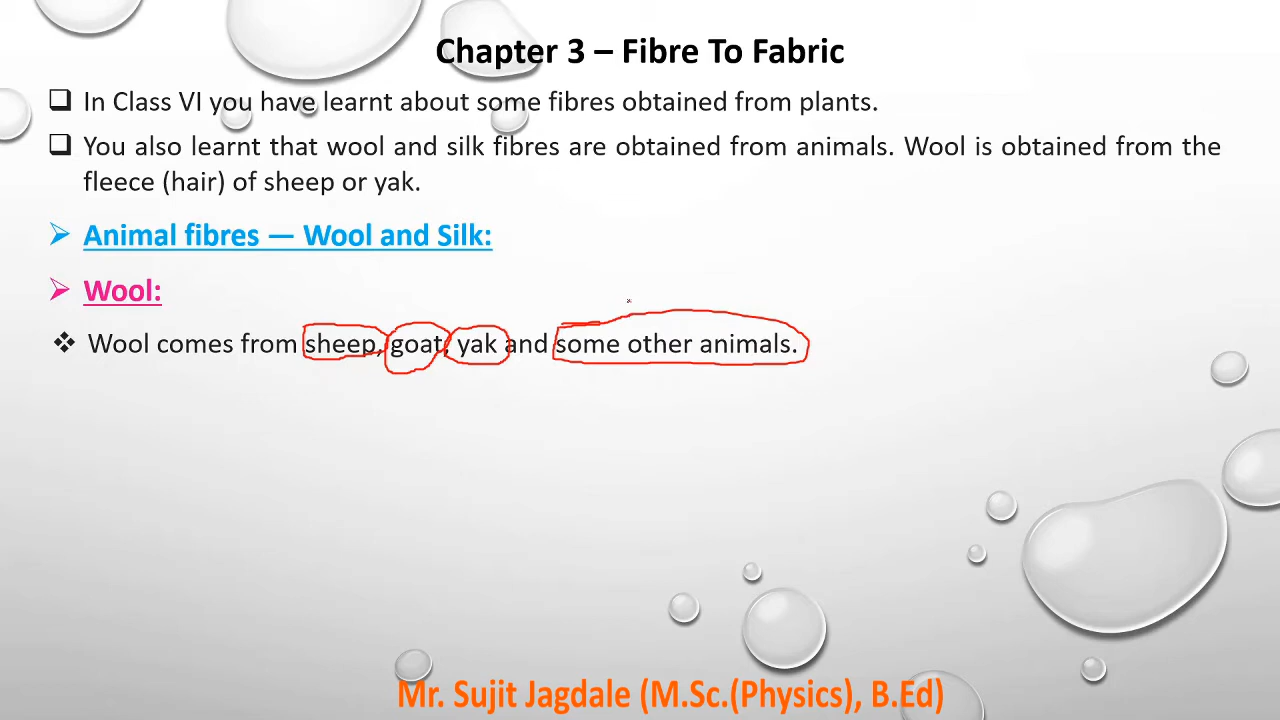 Chapter 3 – Fibre To Fabric
❑ In Class VI you have learnt about some fibres obtained from plants.
❑ You also learnt that wool and silk fibres are obtained from animals. Wool is obtained from the
fleece (hair) of sheep or yak.
➢ Animal fibres — Wool and Silk:
➢ Wool:
❖ Wool comes from sheep, goat, yak and some other animals.
Mr. Sujit Jagdale (M.Sc.(Physics), B.Ed)